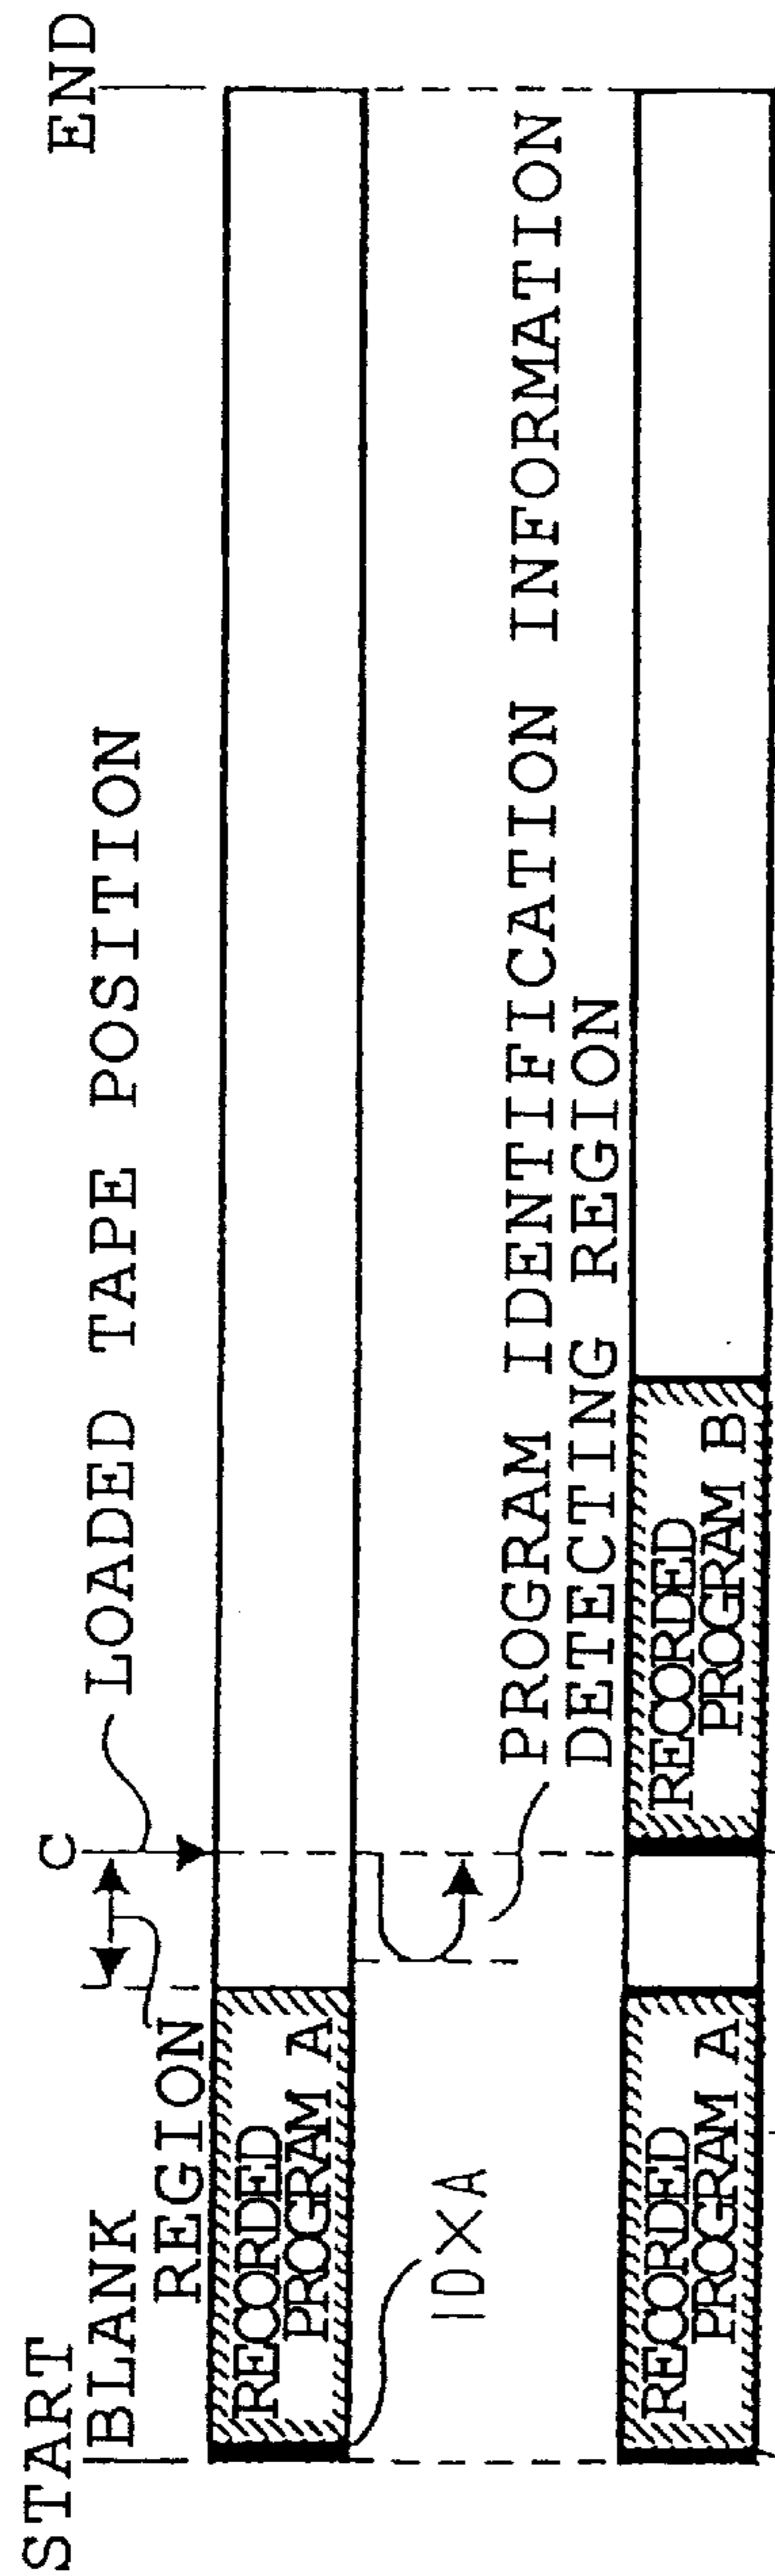 START
END
C
LOADED TAPE POSITION
BLANK
REGION
RECORDED
PROGRAM A
IDXA
PROGRAM IDENTIFICATION INFORMATION
DETECTING REGION
RECORDED
PROGRAM A
RECORDED
PROGRAM B